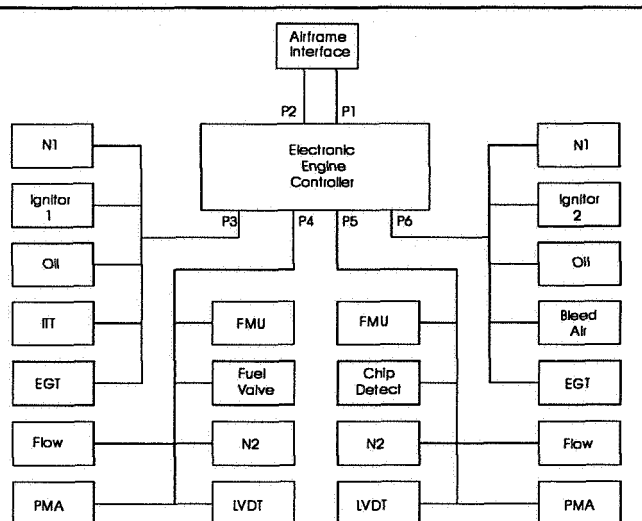 Airframe
Interface
P2
P1
Electronic
Engine
Controller
P3
P4
P5
P6
N1
Ignitor
1
Oil
ITT
EGT
Flow
PMA
FMU
Fuel
Valve
N2
LVDT
FMU
Chip
Detect
N2
LVDT
N1
Ignitor
2
Oil
Bleed
Air
EGT
Flow
PMA